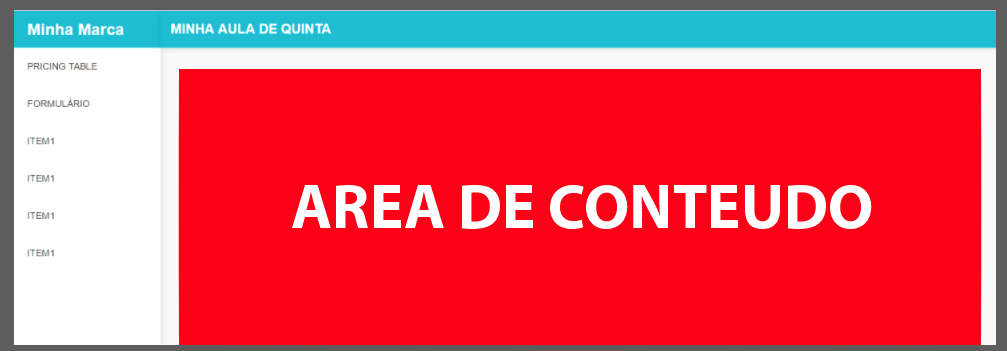 Minha Marca
MINHA AULA DE QUINTA
PRICING TABLE
FORMULÁRIO
ITEM1
ITEM1
ITEM1
ITEM1
AREA DE CONTEUDO